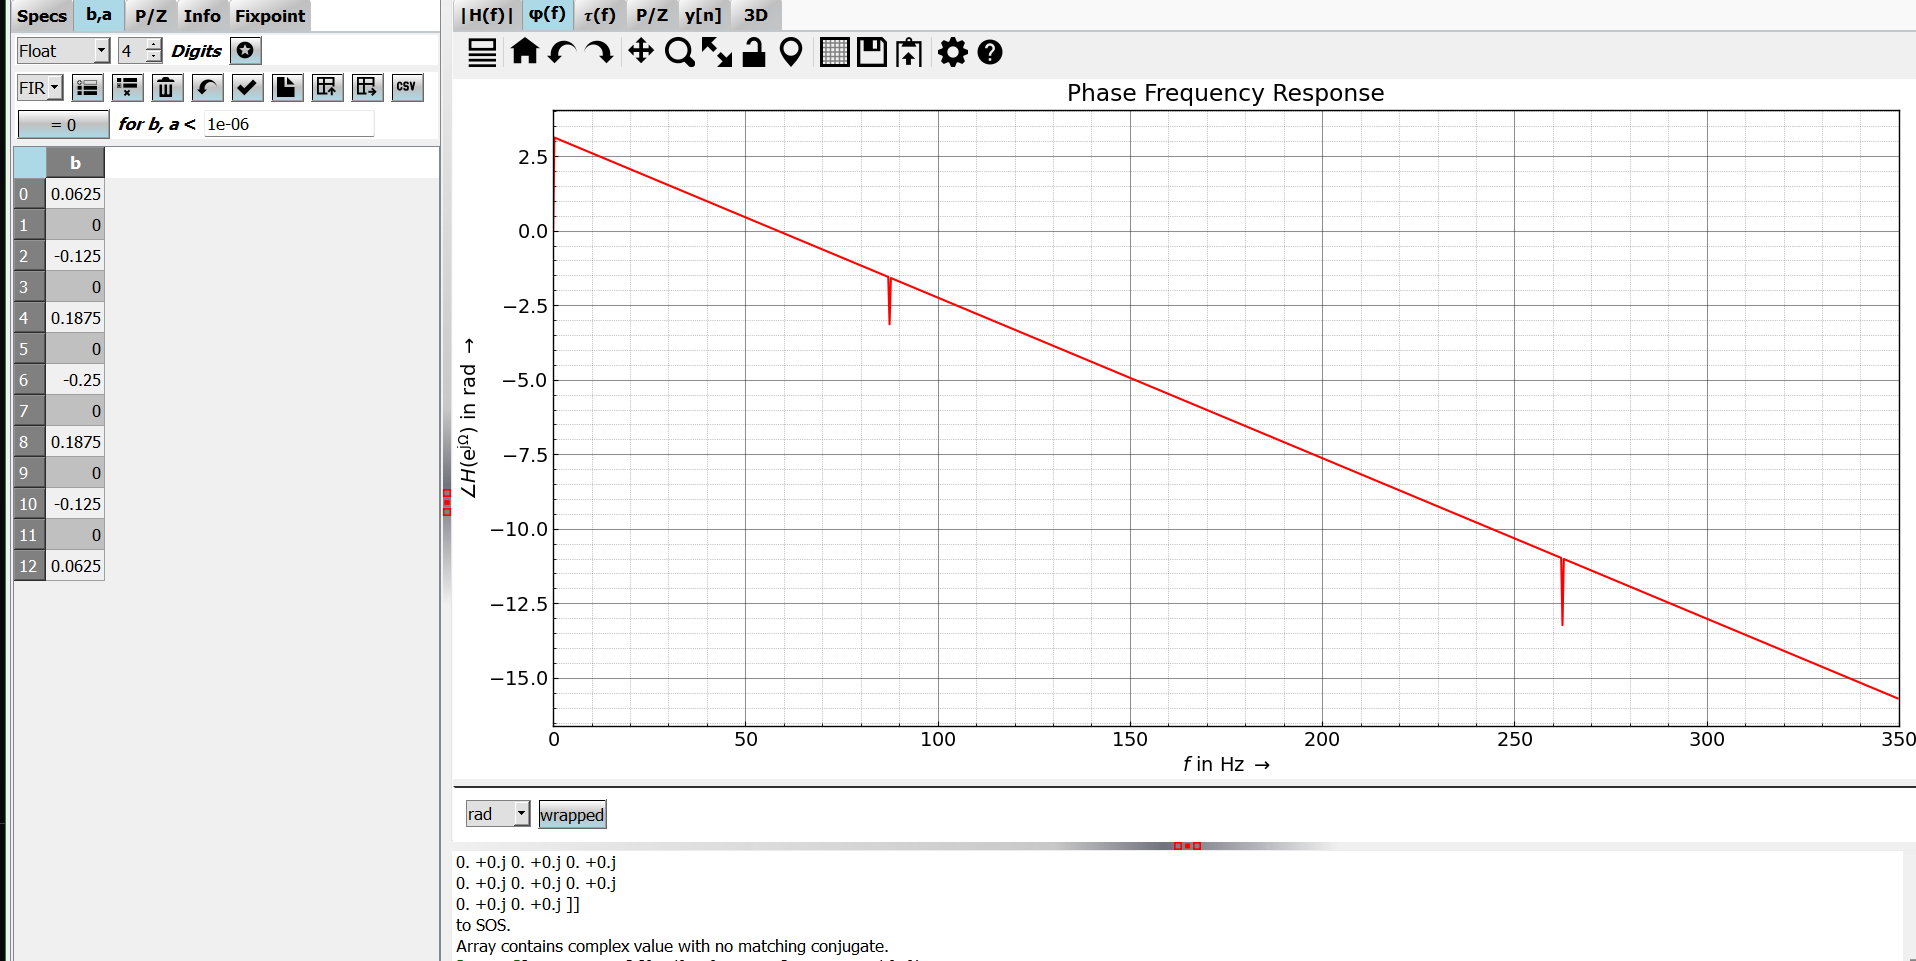 Specs b,a P/Z Info Fixpoint
Float 4 Digits
FIR CSV
= 0 for b, a < 1e-06
b
0 0.0625
1 0
2 -0.125
3 0
4 0.1875
5 0
6 -0.25
7 0
8 0.1875
9 0
10 -0.125
11 0
12 0.0625
|H(f)| φ(f) τ(f) P/Z y[n] 3D
Phase Frequency Response
2.5
0.0
−2.5
−5.0
−7.5
−10.0
−12.5
−15.0
∠H(e^jΩ) in rad →
0 50 100 150 200 250 300 350
f in Hz →
rad wrapped
0. +0.j 0. +0.j 0. +0.j
0. +0.j 0. +0.j 0. +0.j
0. +0.j 0. +0.j ]]
to SOS.
Array contains complex value with no matching conjugate.